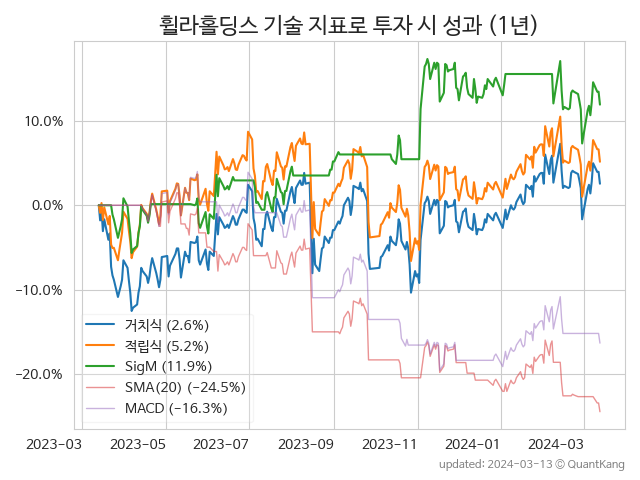 휠라홀딩스 기술 지표로 투자 시 성과 (1년)
10.0%
0.0%
−10.0%
−20.0%
거치식 (2.6%)
적립식 (5.2%)
SigM (11.9%)
SMA(20) (−24.5%)
MACD (−16.3%)
2023-03 2023-05 2023-07 2023-09 2023-11 2024-01 2024-03
updated: 2024-03-13 ⓒ QuantKang